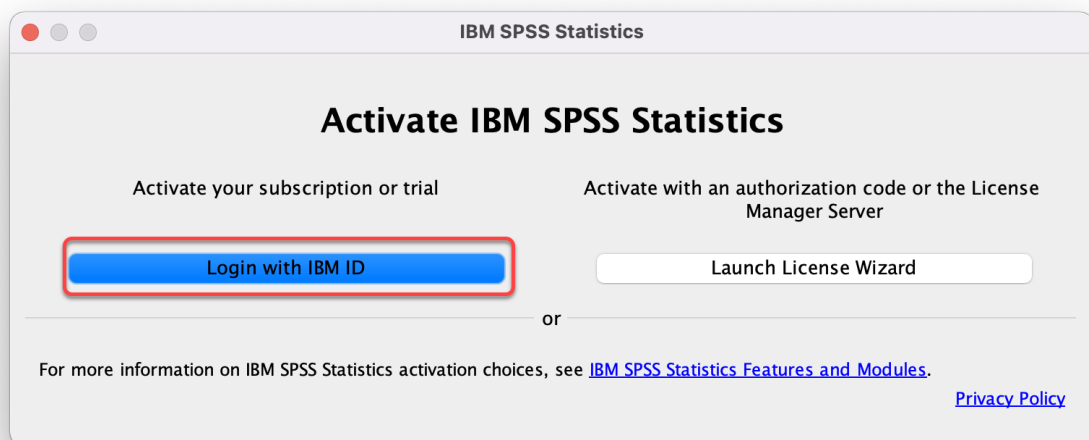 IBM SPSS Statistics
Activate IBM SPSS Statistics
Activate your subscription or trial
Login with IBM ID
Activate with an authorization code or the License
Manager Server
Launch License Wizard
or
For more information on IBM SPSS Statistics activation choices, see IBM SPSS Statistics Features and Modules.
Privacy Policy